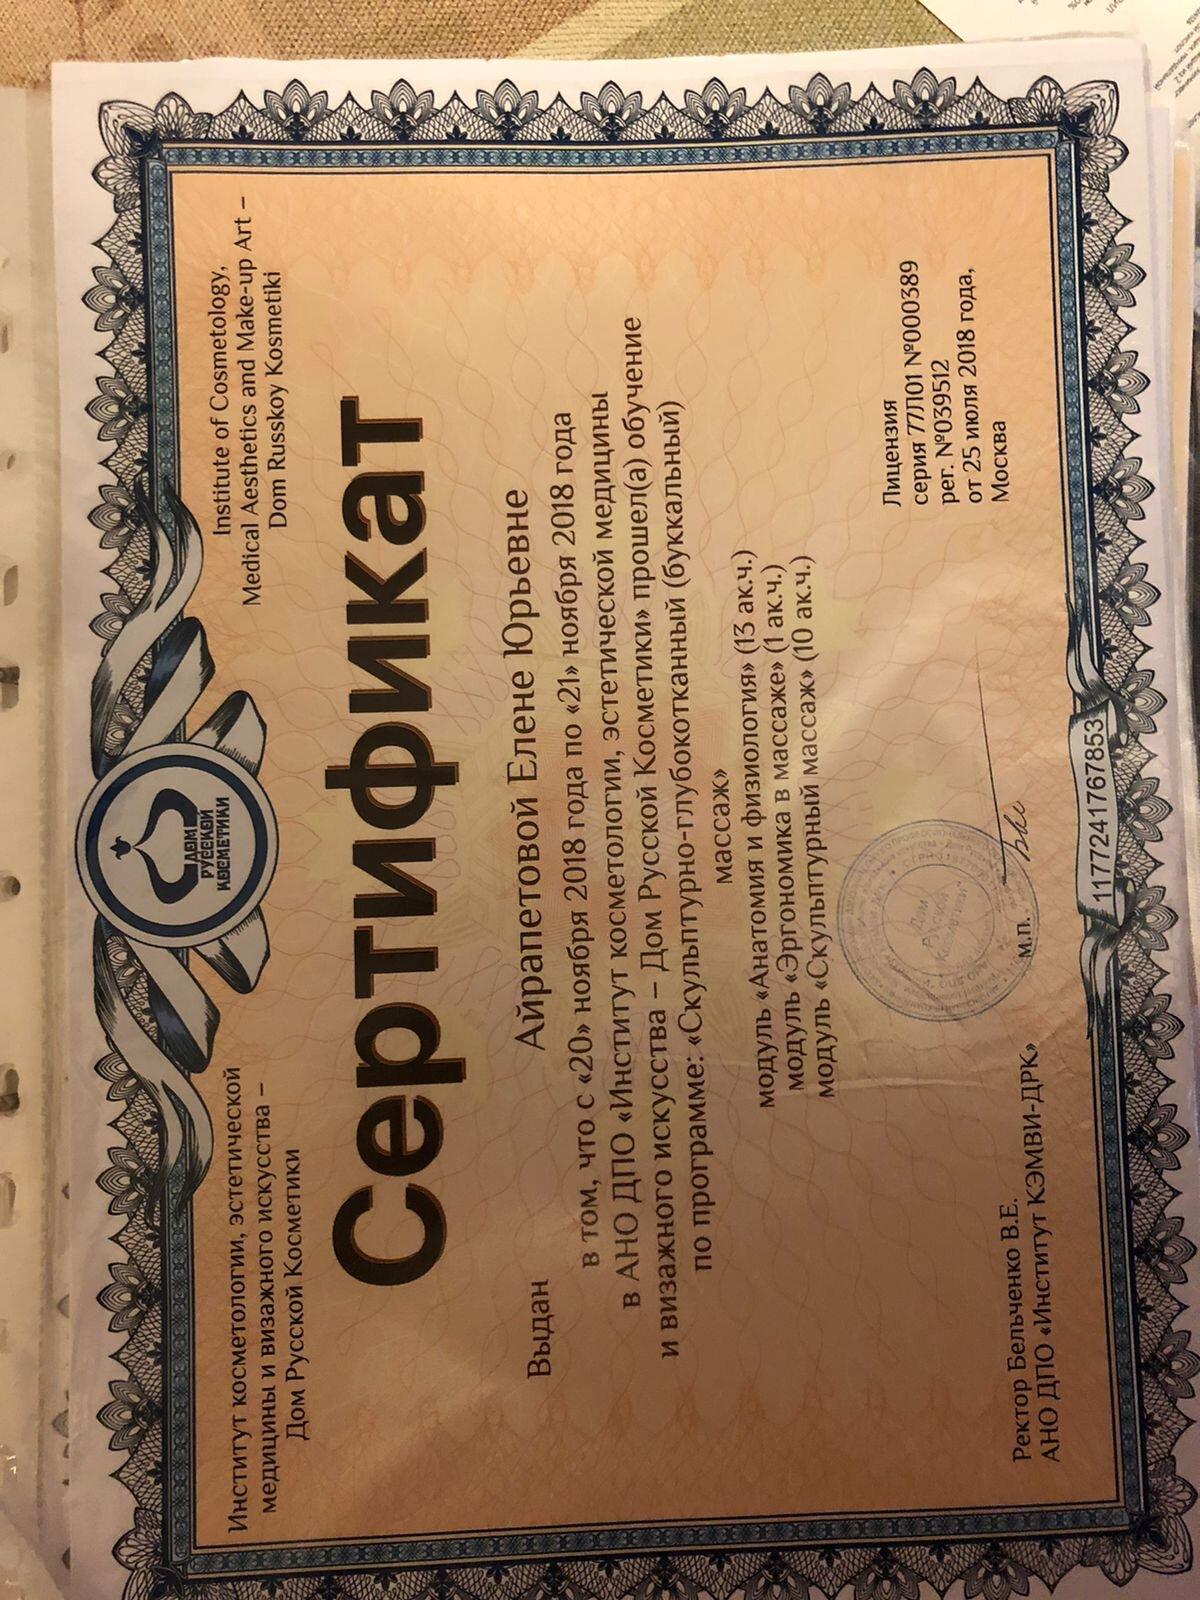 Институт косметологии, эстетической
медицины и визажного искусства –
Дом Русской Косметики
ДОМ
РУССКОЙ
КОСМЕТИКИ
Institute of Cosmetology,
Medical Aesthetics and Make-up Art –
Dom Russkoy Kosmetiki
Сертификат
Выдан Айрапетовой Елене Юрьевне
в том, что с «20» ноября 2018 года по «21» ноября 2018 года
в АНО ДПО «Институт косметологии, эстетической медицины
и визажного искусства – Дом Русской Косметики» прошел(а) обучение
по программе: «Скульптурно-глубокотканный (буккальный)
массаж»
модуль «Анатомия и физиология» (13 ак.ч.)
модуль «Эргономика в массаже» (1 ак.ч.)
модуль «Скульптурный массаж» (10 ак.ч.)
Лицензия
серия 77Л01 №000389
рег. №039512
от 25 июля 2018 года,
Москва
Дом
Русской
Ректор Бельченко В.Е.
АНО ДПО «Институт КЭМВИ-ДРК»
м.п.
1177241767853